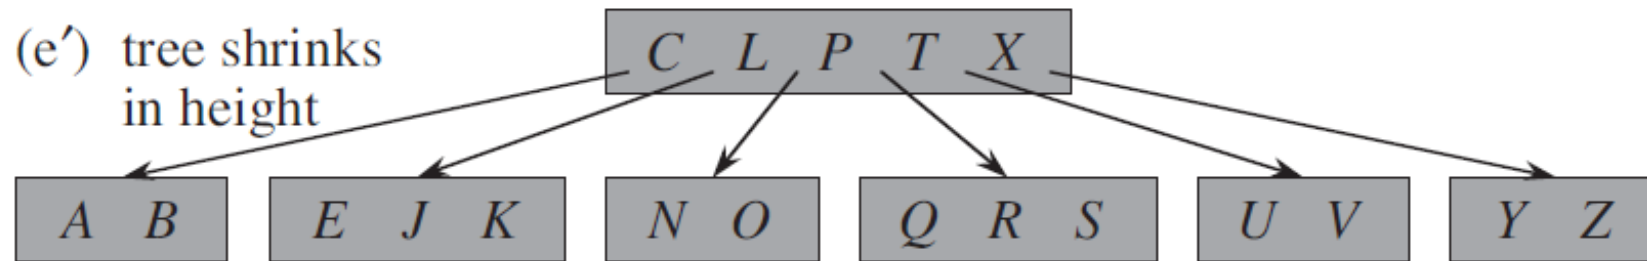 (e′) tree shrinks
in height
C L P T X
A B
E J K
N O
Q R S
U V
Y Z